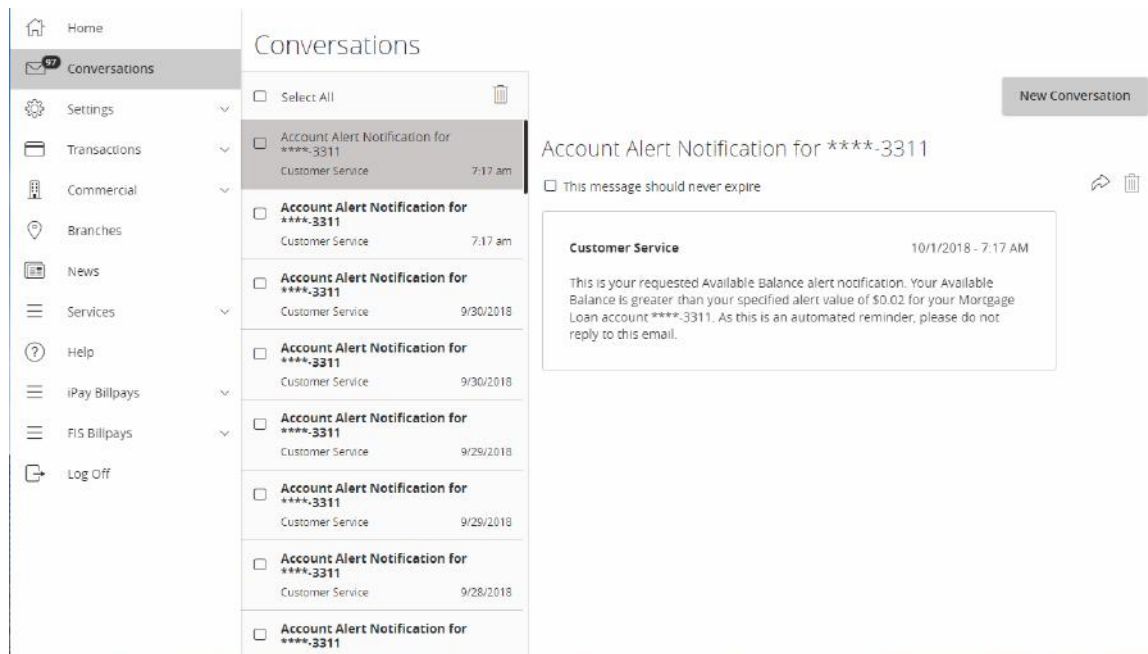 Home
97
Conversations
Settings
Transactions
Commercial
Branches
News
Services
Help
iPay Billpays
FIS Billpays
Log Off
Conversations
Select All
Account Alert Notification for
****-3311
Customer Service 7:17 am
Account Alert Notification for
****-3311
Customer Service 7:17 am
Account Alert Notification for
****-3311
Customer Service 9/30/2018
Account Alert Notification for
****-3311
Customer Service 9/30/2018
Account Alert Notification for
****-3311
Customer Service 9/29/2018
Account Alert Notification for
****-3311
Customer Service 9/29/2018
Account Alert Notification for
****-3311
Customer Service 9/28/2018
Account Alert Notification for
****-3311
New Conversation
Account Alert Notification for ****-3311
This message should never expire
Customer Service 10/1/2018 - 7:17 AM
This is your requested Available Balance alert notification. Your Available
Balance is greater than your specified alert value of $0.02 for your Mortgage
Loan account ****-3311. As this is an automated reminder, please do not
reply to this email.